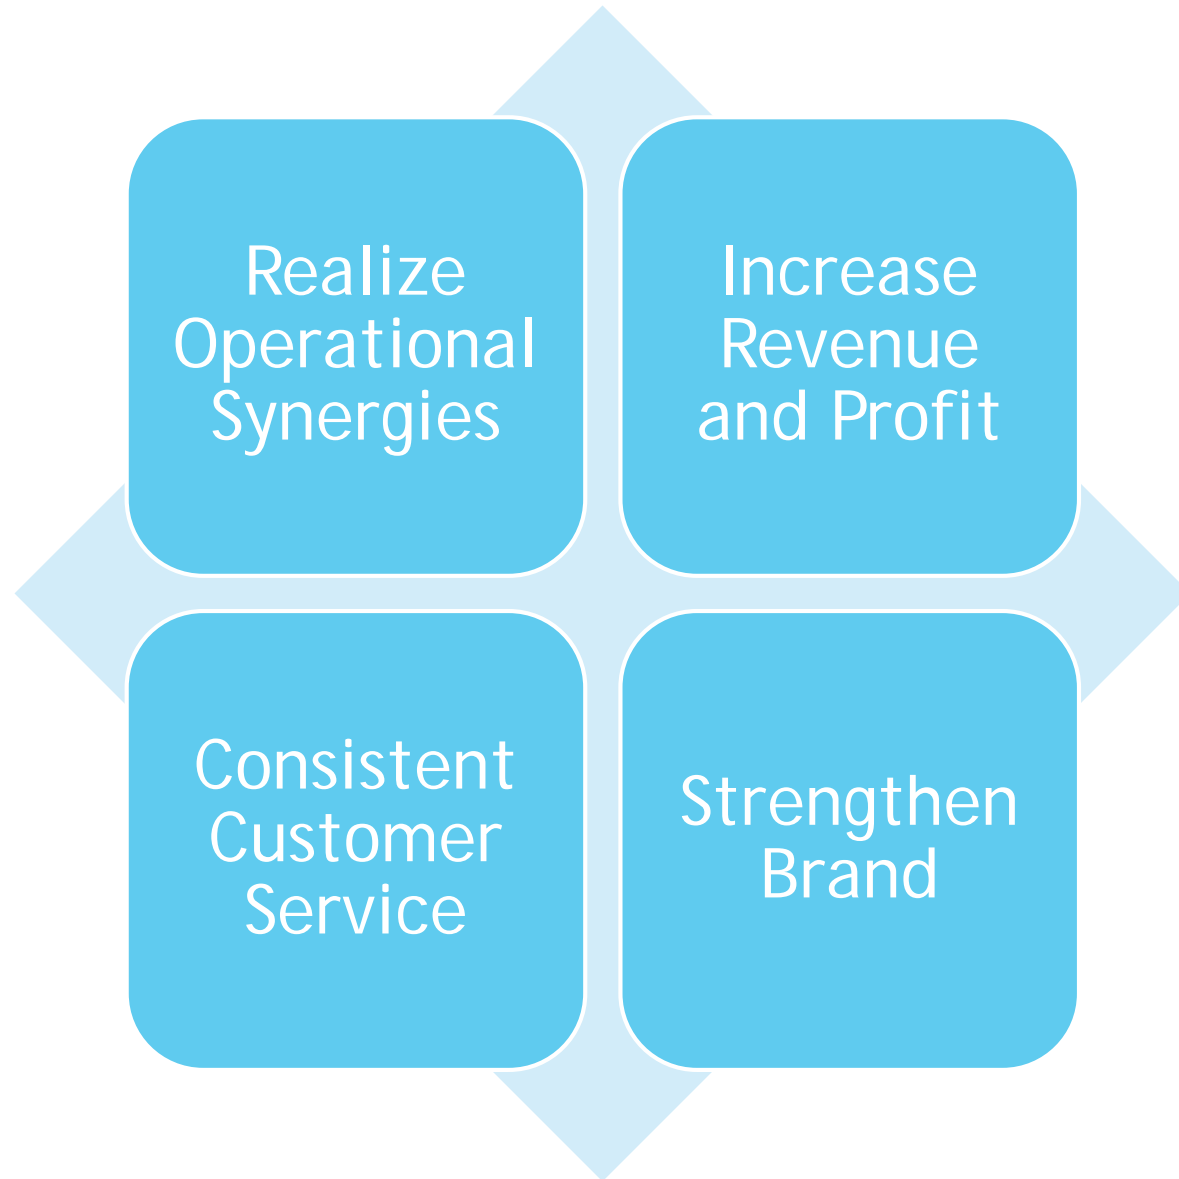 Realize
Operational
Synergies
Increase
Revenue
and Profit
Consistent
Customer
Service
Strengthen
Brand